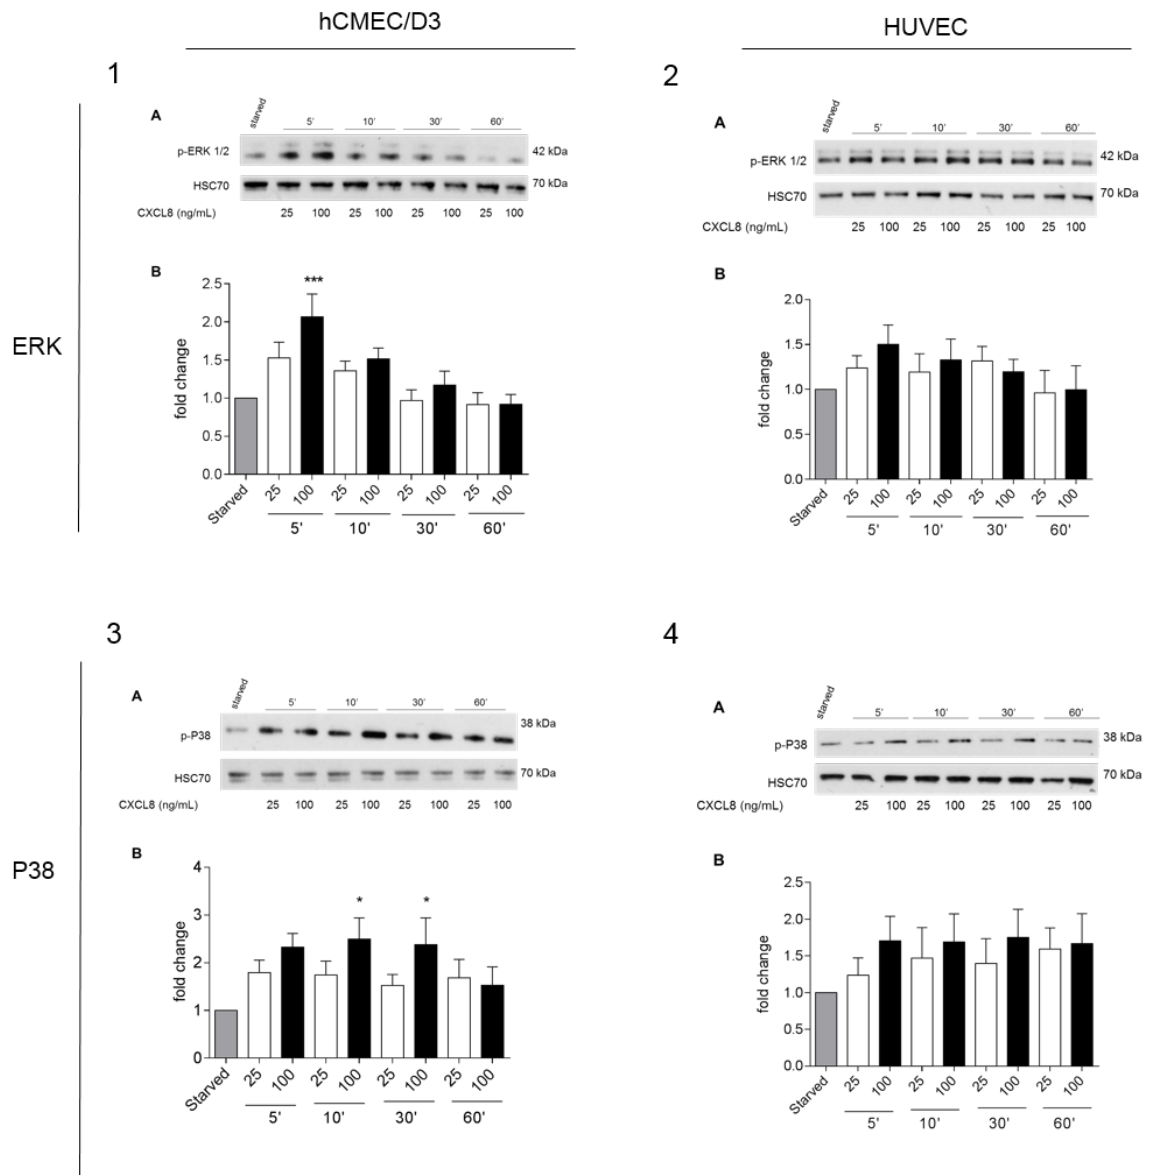 hCMEC/D3
HUVEC
ERK
P38
1
A
starved
5' 10' 30' 60'
p-ERK 1/2
42 kDa
HSC70
70 kDa
CXCL8 (ng/mL) 25 100 25 100 25 100 25 100
B
***
fold change
2.5
2.0
1.5
1.0
0.5
0.0
Starved 25 100 25 100 25 100 25 100
5' 10' 30' 60'
2
A
starved
5' 10' 30' 60'
p-ERK 1/2
42 kDa
HSC70
70 kDa
CXCL8 (ng/mL) 25 100 25 100 25 100 25 100
B
fold change
2.0
1.5
1.0
0.5
0.0
Starved 25 100 25 100 25 100 25 100
5' 10' 30' 60'
3
A
starved
5' 10' 30' 60'
p-P38
38 kDa
HSC70
70 kDa
CXCL8 (ng/mL) 25 100 25 100 25 100 25 100
B
* *
fold change
4
3
2
1
0
Starved 25 100 25 100 25 100 25 100
5' 10' 30' 60'
4
A
starved
5' 10' 30' 60'
p-P38
38 kDa
HSC70
70 kDa
CXCL8 (ng/mL) 25 100 25 100 25 100 25 100
B
fold change
2.5
2.0
1.5
1.0
0.5
0.0
Starved 25 100 25 100 25 100 25 100
5' 10' 30' 60'